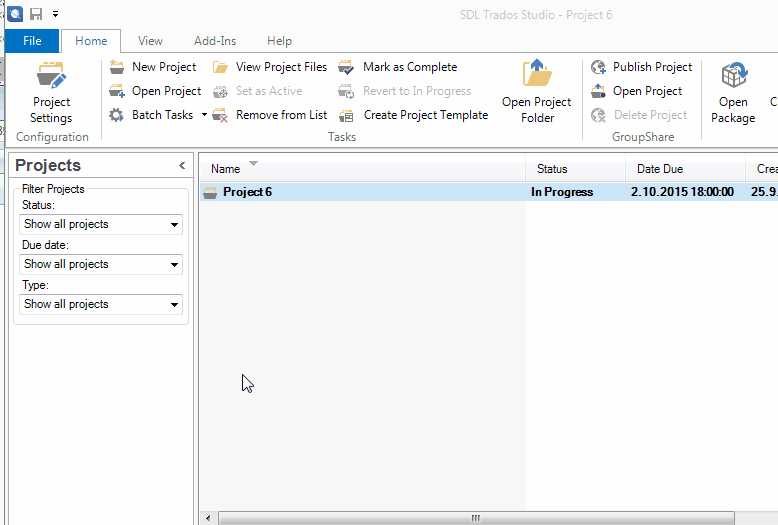 SDL Trados Studio - Project 6
File Home View Add-Ins Help
New Project View Project Files Mark as Complete Publish Project
Open Project Set as Active Revert to In Progress Open Project
Batch Tasks Remove from List Create Project Template Delete Project
Project Settings
Open Project Folder
Open Package
Configuration Tasks GroupShare
Projects
Filter Projects
Status:
Show all projects
Due date:
Show all projects
Type:
Show all projects
Name Status Date Due Crea
Project 6 In Progress 2.10.2015 18:00:00 25.9.